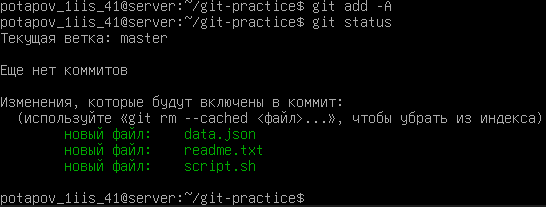 potapov_1iis_41@server:~/git-practice$ git add -A
potapov_1iis_41@server:~/git-practice$ git status
Текущая ветка: master
Еще нет коммитов
Изменения, которые будут включены в коммит:
(используйте «git rm --cached <файл>...», чтобы убрать из индекса)
новый файл:    data.json
новый файл:    readme.txt
новый файл:    script.sh
potapov_1iis_41@server:~/git-practice$